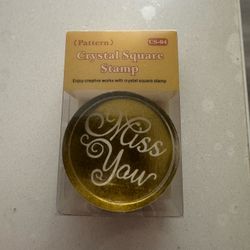 (Pattern)
CS-04
Crystal Square
Stamp
Enjoy creative works with crystal square stamp
Miss
You